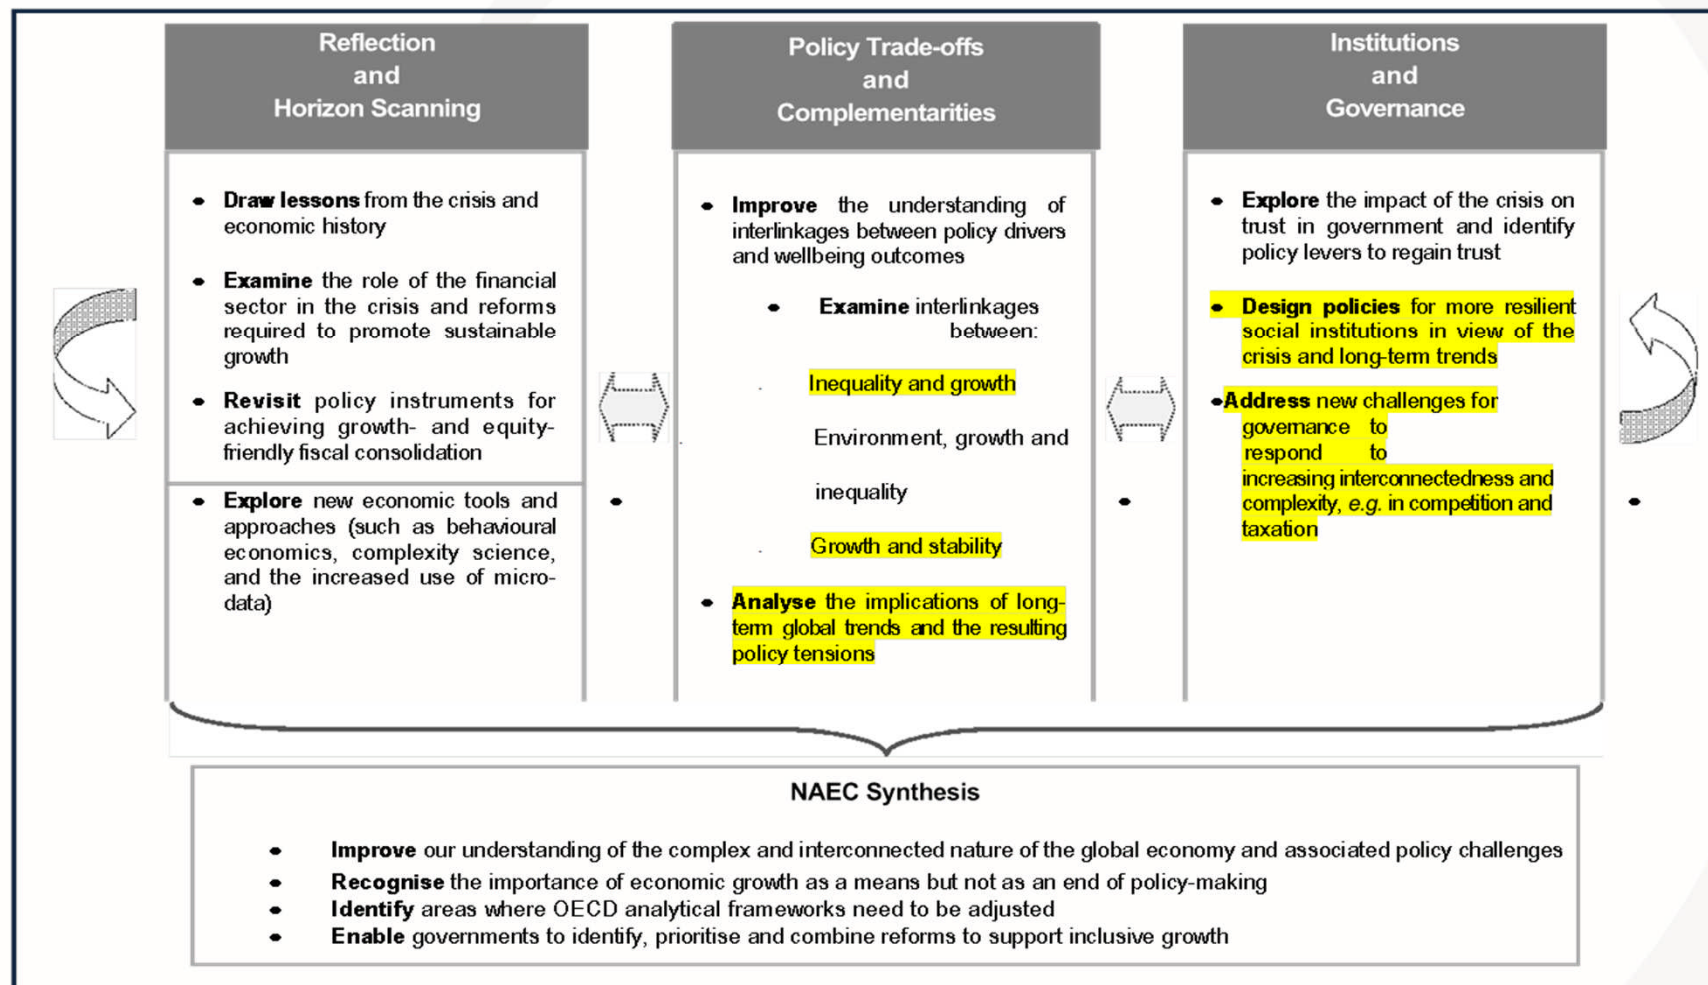 Reflection
and
Horizon Scanning
• Draw lessons from the crisis and
economic history
• Examine the role of the financial
sector in the crisis and reforms
required to promote sustainable
growth
• Revisit policy instruments for
achieving growth- and equity-
friendly fiscal consolidation
• Explore new economic tools and
approaches (such as behavioural
economics, complexity science,
and the increased use of micro-
data)
Policy Trade-offs
and
Complementarities
• Improve the understanding of
interlinkages between policy drivers
and wellbeing outcomes
• Examine interlinkages
between:
Inequality and growth
Environment, growth and
inequality
Growth and stability
• Analyse the implications of long-
term global trends and the resulting
policy tensions
Institutions
and
Governance
• Explore the impact of the crisis on
trust in government and identify
policy levers to regain trust
• Design policies for more resilient
social institutions in view of the
crisis and long-term trends
•Address new challenges for
governance to
respond to
increasing interconnectedness and
complexity, e.g. in competition and
taxation
NAEC Synthesis
• Improve our understanding of the complex and interconnected nature of the global economy and associated policy challenges
• Recognise the importance of economic growth as a means but not as an end of policy-making
• Identify areas where OECD analytical frameworks need to be adjusted
• Enable governments to identify, prioritise and combine reforms to support inclusive growth